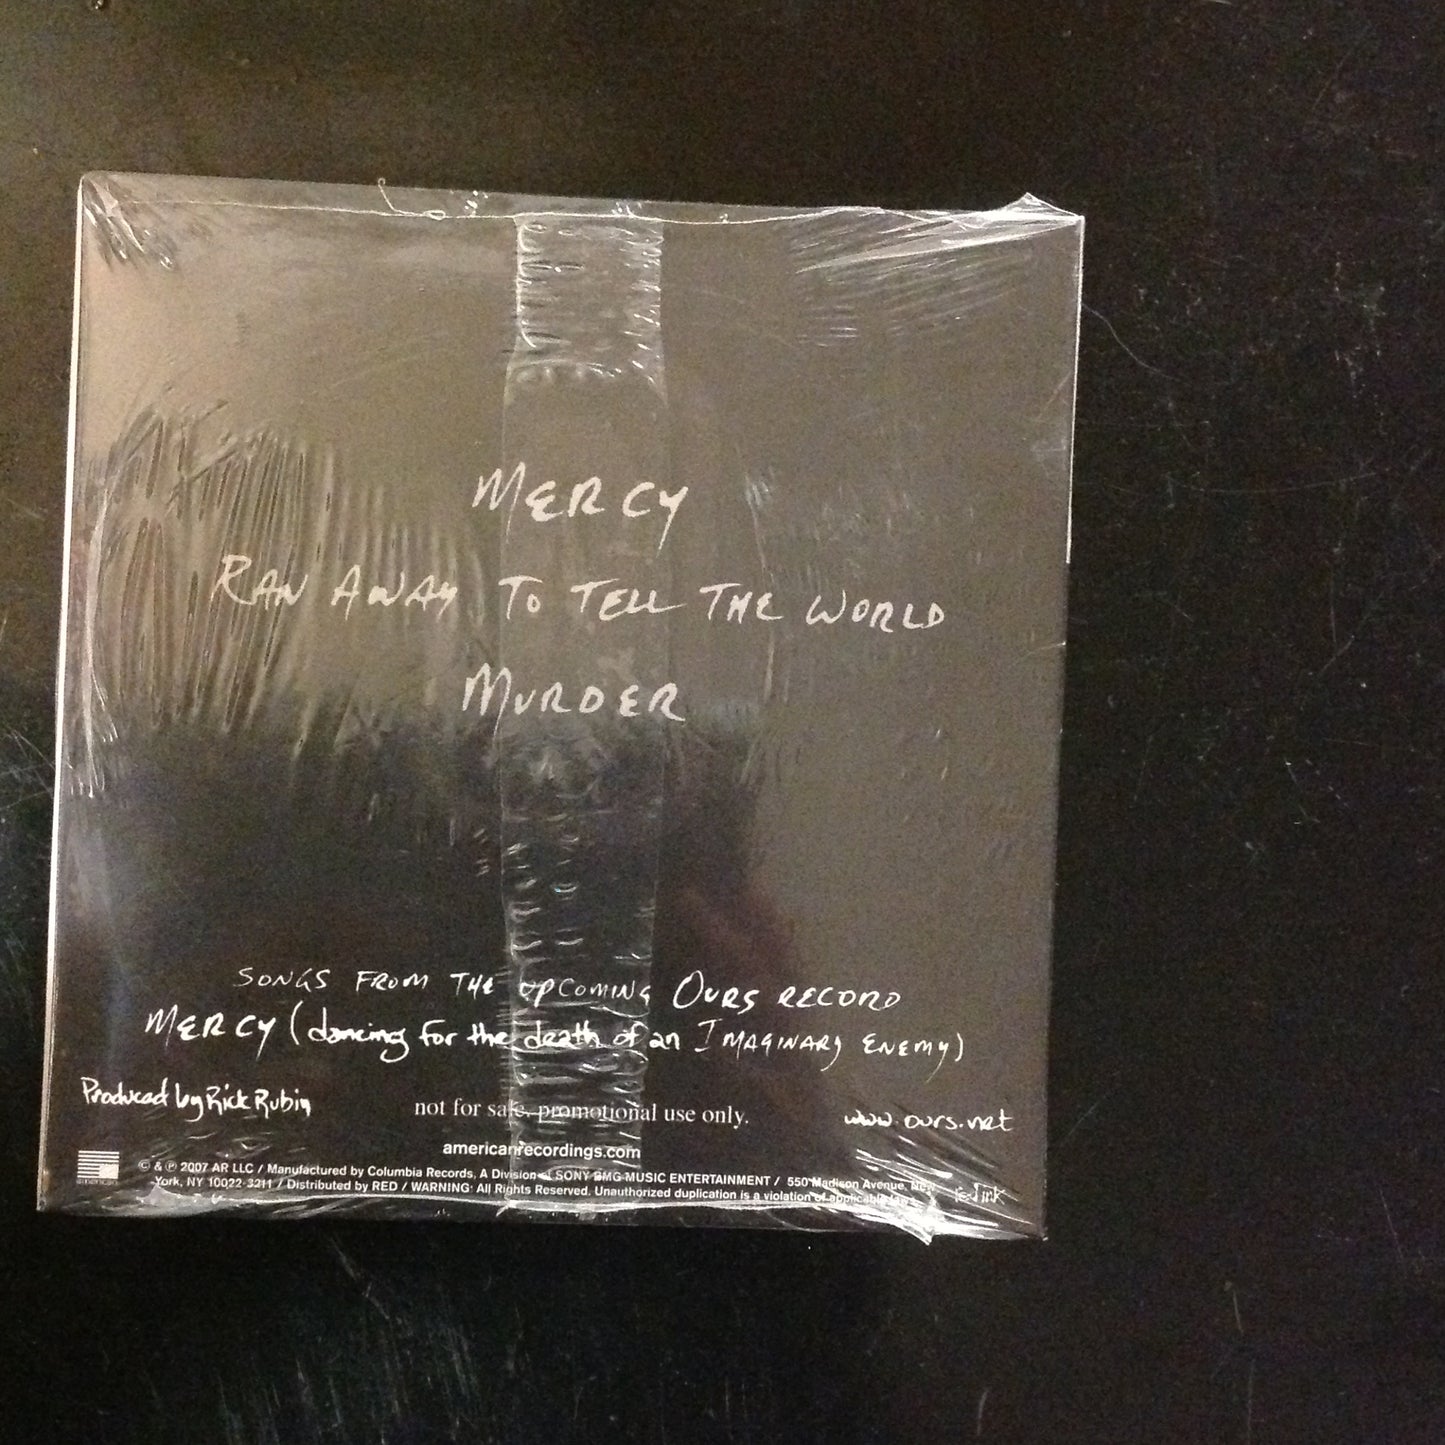 MERCY
RAN AWAY TO TELL THE WORLD
MURDER
SONGS FROM THE UPCOMING OURS RECORD
MERCY (dancing for the death of an IMAGINARY ENEMY)
Produced by Rick Rubin
not for sale. promotional use only.
www.ours.net
americanrecordings.com
© & ℗ 2007 AR LLC / Manufactured by Columbia Records, A Division of SONY BMG MUSIC ENTERTAINMENT / 550 Madison Avenue, New
York, NY 10022-3211 / Distributed by RED / WARNING: All Rights Reserved. Unauthorized duplication is a violation of applicable laws.
red ink